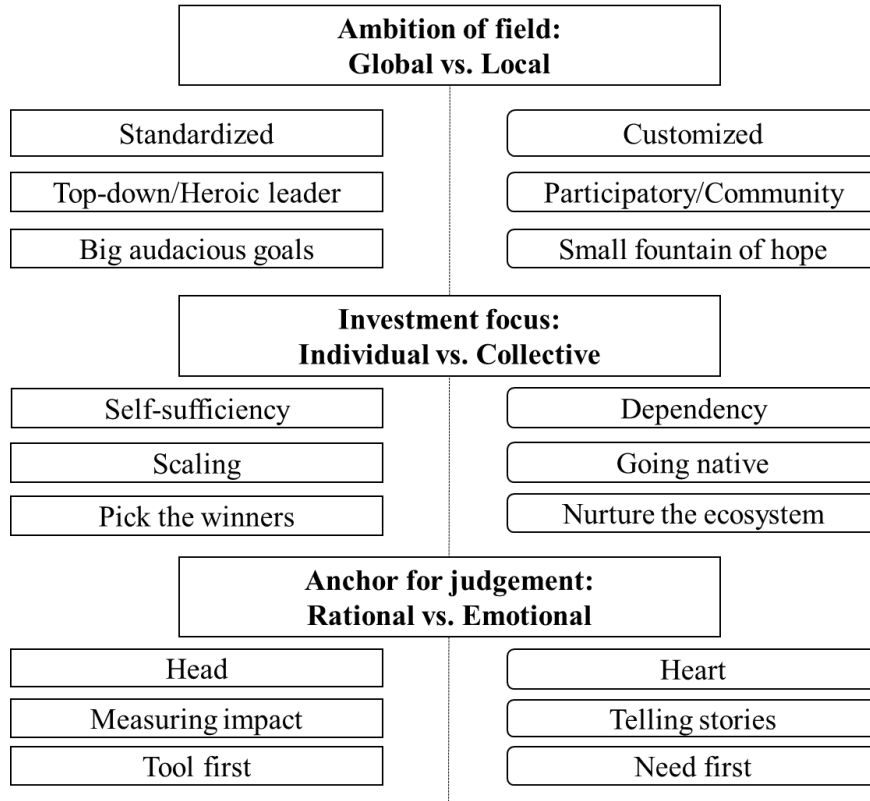 Ambition of field:
Global vs. Local
Standardized
Customized
Top-down/Heroic leader
Participatory/Community
Big audacious goals
Small fountain of hope
Investment focus:
Individual vs. Collective
Self-sufficiency
Dependency
Scaling
Going native
Pick the winners
Nurture the ecosystem
Anchor for judgement:
Rational vs. Emotional
Head
Heart
Measuring impact
Telling stories
Tool first
Need first